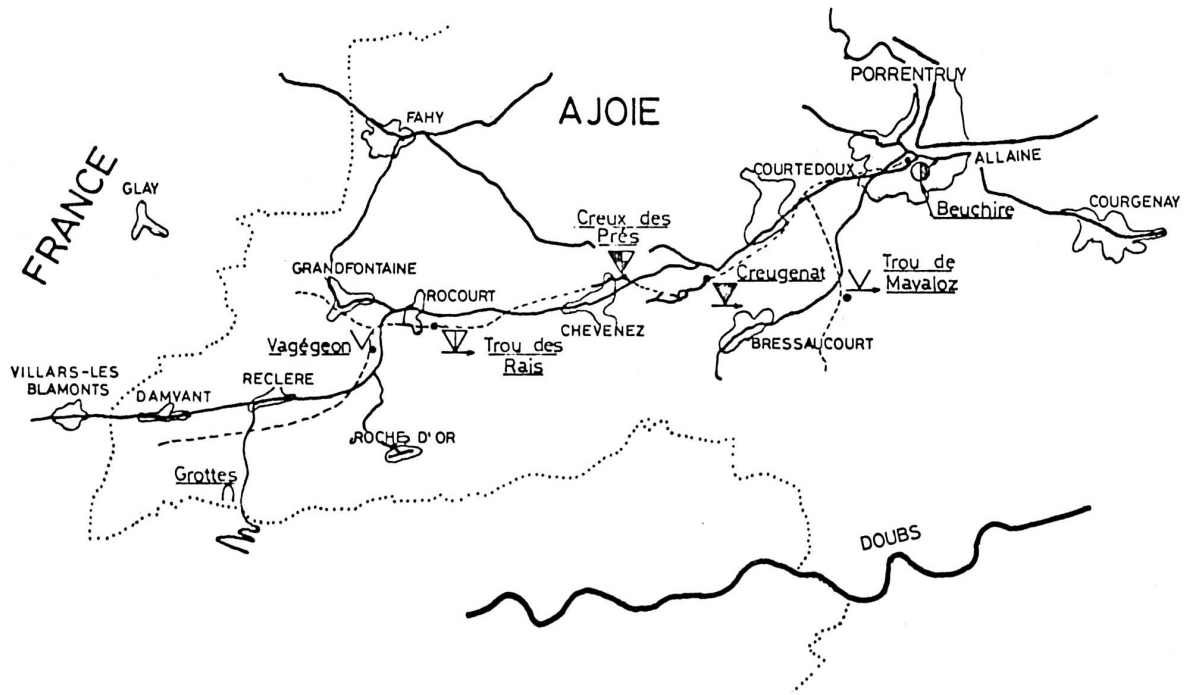 PORRENTRUY
AJOIE
FAHY
ALLAINE
COURTEDOUX
FRANCE
GLAY
Beuchire
COURGENAY
Creux des
Prés
GRANDFONTAINE
ROCOURT
Creugenat
Trou de
Mavaloz
CHEVENEZ
Vagégeon
Trou des
Rais
BRESSAUCOURT
VILLARS-LES
BLAMONTS
DAMVANT
RECLERE
ROCHE D'OR
Grottes
DOUBS